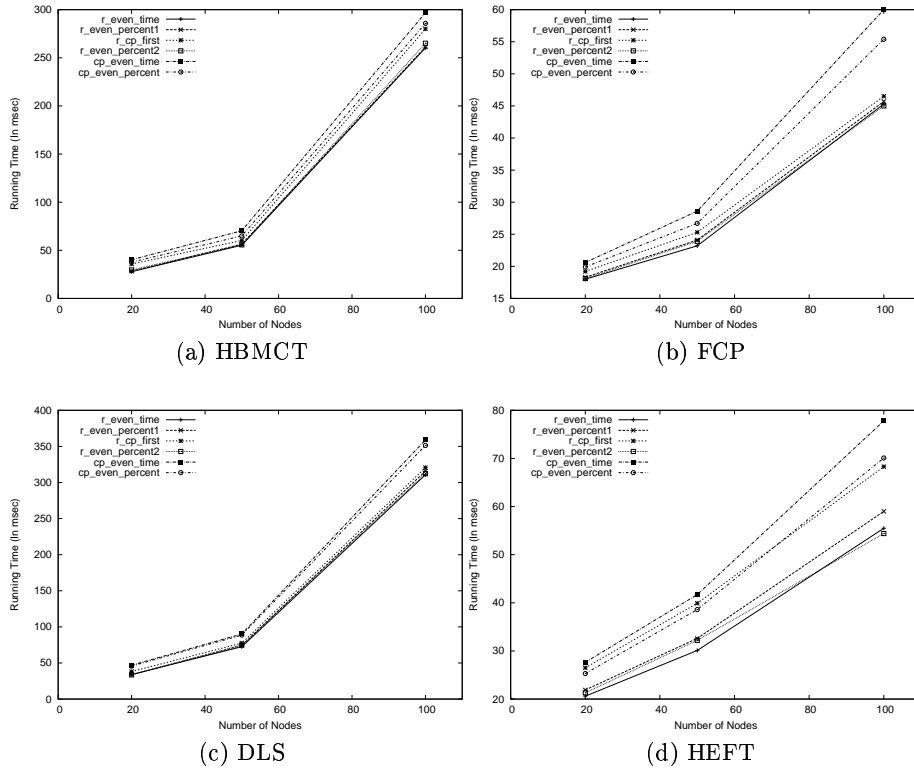 300
250
200
150
100
50
0
0 20 40 60 80 100
Running Time (In msec)
Number of Nodes
r_even_time
r_even_percent1
r_cp_first
r_even_percent2
cp_even_time
cp_even_percent
(a) HBMCT
60
55
50
45
40
35
30
25
20
15
0 20 40 60 80 100
Running Time (In msec)
Number of Nodes
r_even_time
r_even_percent1
r_cp_first
r_even_percent2
cp_even_time
cp_even_percent
(b) FCP
400
350
300
250
200
150
100
50
0
0 20 40 60 80 100
Running Time (In msec)
Number of Nodes
r_even_time
r_even_percent1
r_cp_first
r_even_percent2
cp_even_time
cp_even_percent
(c) DLS
80
70
60
50
40
30
20
0 20 40 60 80 100
Running Time (In msec)
Number of Nodes
r_even_time
r_even_percent1
r_cp_first
r_even_percent2
cp_even_time
cp_even_percent
(d) HEFT